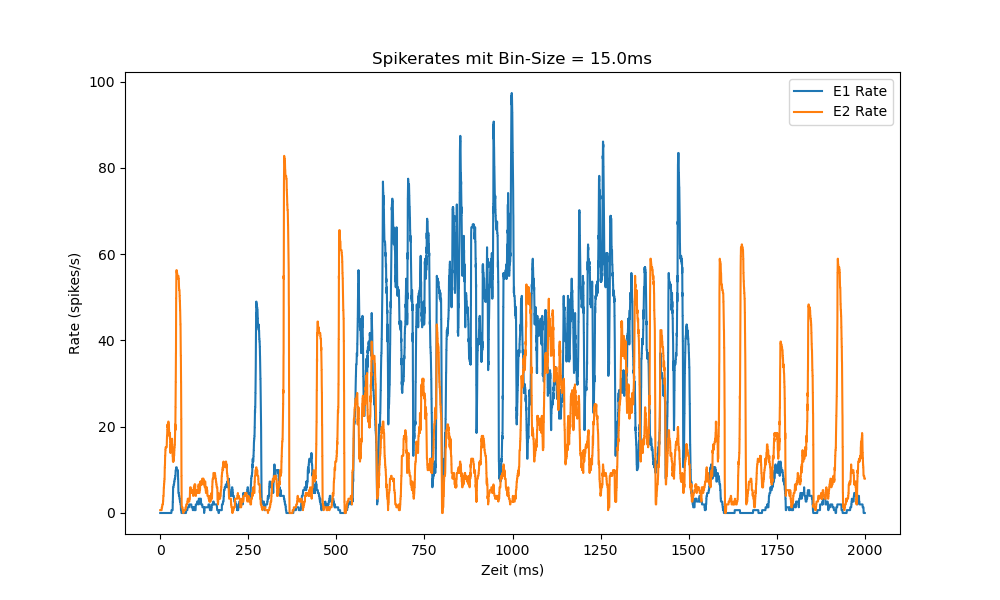 Spikerates mit Bin-Size = 15.0ms
E1 Rate
E2 Rate
100
80
60
40
20
0
Rate (spikes/s)
0 250 500 750 1000 1250 1500 1750 2000
Zeit (ms)